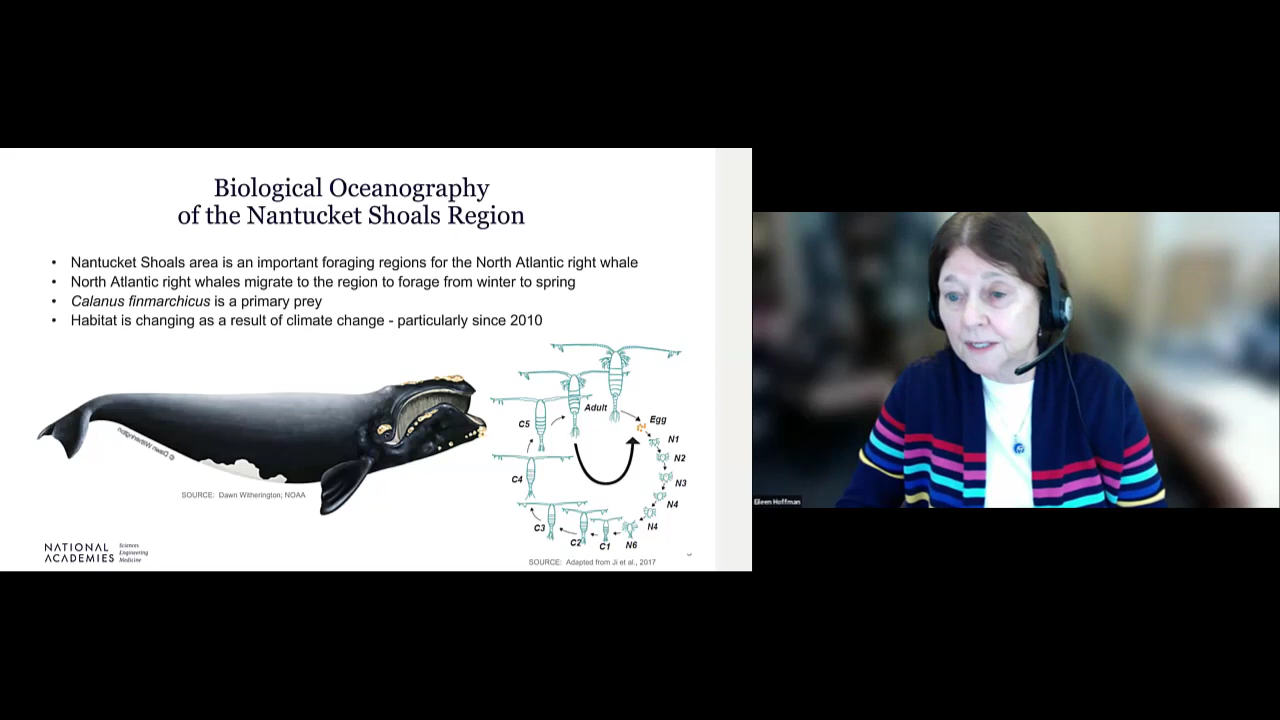 Biological Oceanography
of the Nantucket Shoals Region
• Nantucket Shoals area is an important foraging regions for the North Atlantic right whale
• North Atlantic right whales migrate to the region to forage from winter to spring
• Calanus finmarchicus is a primary prey
• Habitat is changing as a result of climate change - particularly since 2010
© Dawn Witherington
SOURCE: Dawn Witherington; NOAA
Adult
Egg
N1
N2
N3
N4
N4
N6
C1
C2
C3
C4
C5
SOURCE: Adapted from Ji et al., 2017
NATIONAL
ACADEMIES
Sciences
Engineering
Medicine
Eileen Hoffman